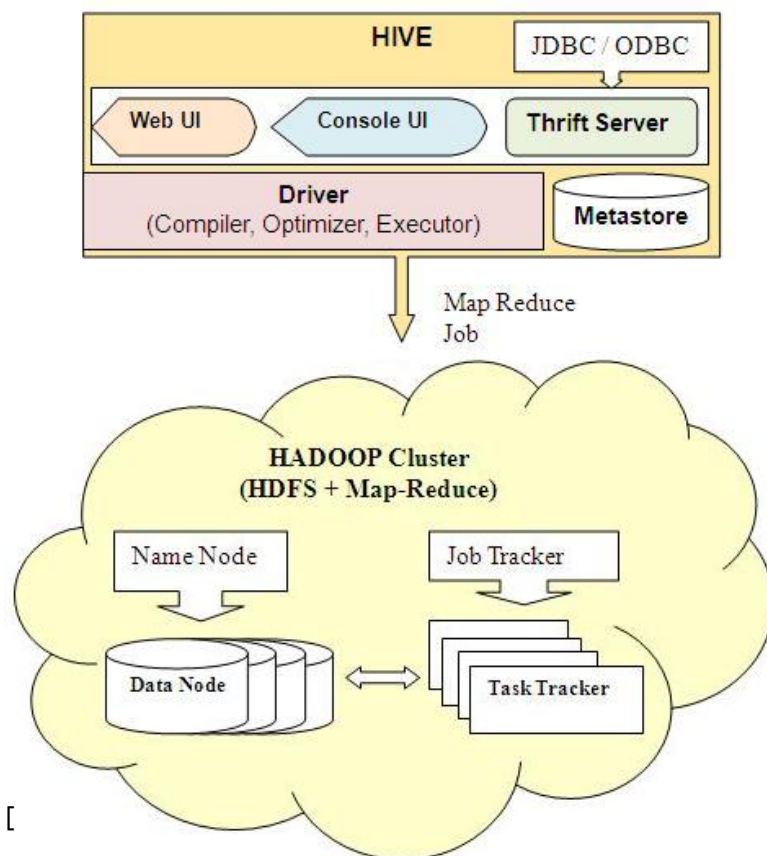 HIVE
JDBC / ODBC
Web UI
Console UI
Thrift Server
Driver
(Compiler, Optimizer, Executor)
Metastore
Map Reduce
Job
HADOOP Cluster
(HDFS + Map-Reduce)
Name Node
Job Tracker
Data Node
Task Tracker
[